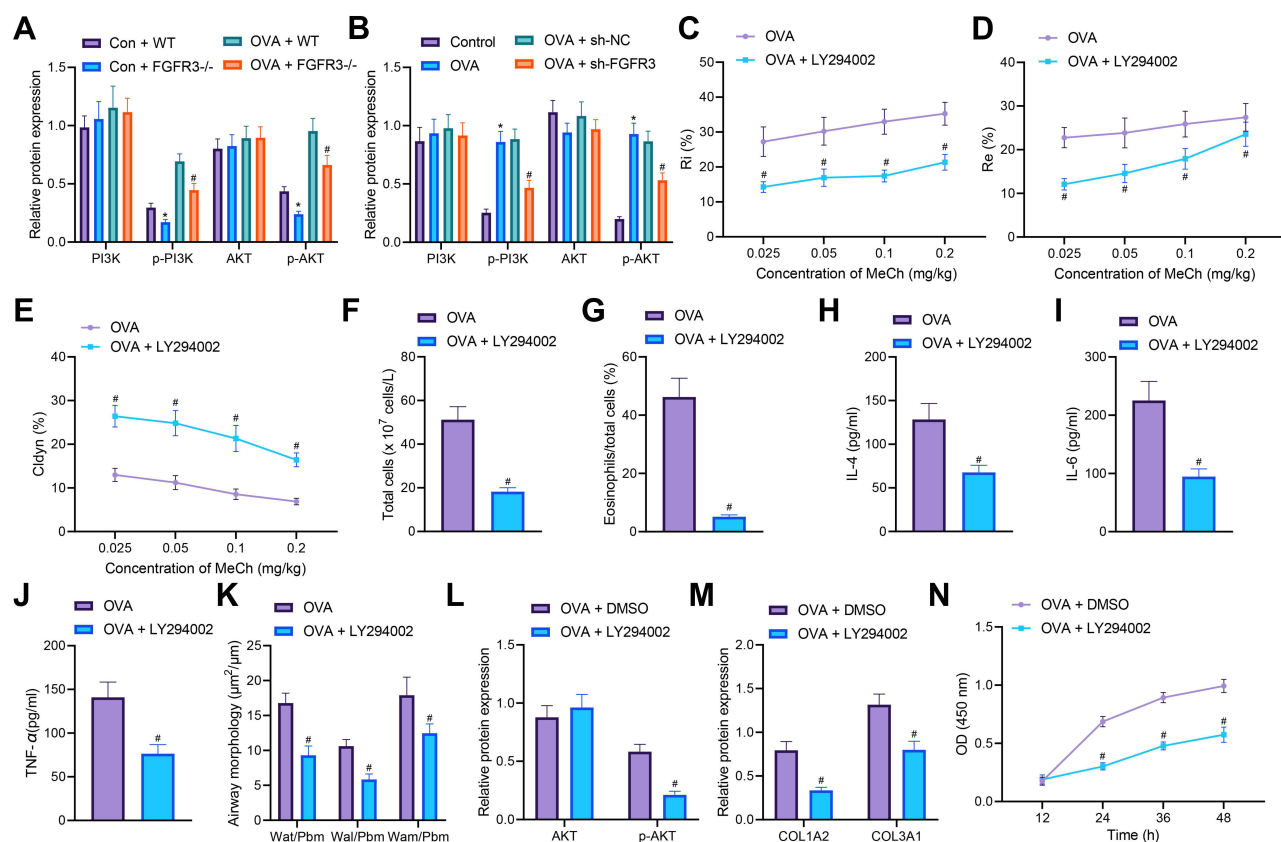 A
Con + WT
OVA + WT
Con + FGFR3-/-
OVA + FGFR3-/-
Relative protein expression
1.5
1.0
0.5
0.0
PI3K
p-PI3K
AKT
p-AKT
*
#
*
#
B
Control
OVA + sh-NC
OVA
OVA + sh-FGFR3
Relative protein expression
1.5
1.0
0.5
0.0
PI3K
p-PI3K
AKT
p-AKT
*
#
*
#
C
OVA
OVA + LY294002
Ri (%)
50
40
30
20
10
0
0.025
0.05
0.1
0.2
# # # #
Concentration of MeCh (mg/kg)
D
OVA
OVA + LY294002
Re (%)
40
30
20
10
0
0.025
0.05
0.1
0.2
# # # #
Concentration of MeCh (mg/kg)
E
OVA
OVA + LY294002
Cldyn (%)
40
30
20
10
0
0.025
0.05
0.1
0.2
# # # #
Concentration of MeCh (mg/kg)
F
OVA
OVA + LY294002
Total cells (x 10⁷ cells/L)
80
60
40
20
0
#
G
OVA
OVA + LY294002
Eosinophils/total cells (%)
60
40
20
0
#
H
OVA
OVA + LY294002
IL-4 (pg/ml)
200
150
100
50
0
#
I
OVA
OVA + LY294002
IL-6 (pg/ml)
300
200
100
0
#
J
OVA
OVA + LY294002
TNF-α(pg/ml)
200
150
100
50
0
#
K
OVA
OVA + LY294002
Airway morphology (μm²/μm)
25
20
15
10
5
0
Wat/Pbm
Wal/Pbm
Wam/Pbm
# # #
L
OVA + DMSO
OVA + LY294002
Relative protein expression
1.5
1.0
0.5
0.0
AKT
p-AKT
#
M
OVA + DMSO
OVA + LY294002
Relative protein expression
2.0
1.5
1.0
0.5
0.0
COL1A2
COL3A1
# #
N
OVA + DMSO
OVA + LY294002
OD (450 nm)
1.5
1.0
0.5
0.0
12
24
36
48
# # #
Time (h)